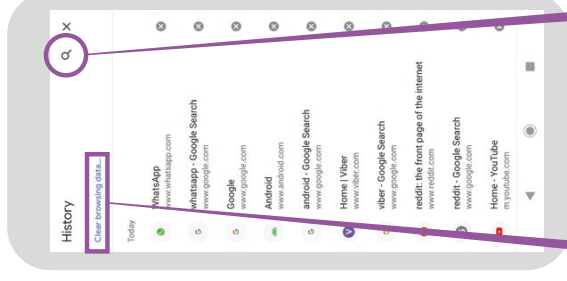 History
Clear browsing data...
Today
WhatsApp
www.whatsapp.com
whatsapp - Google Search
www.google.com
Google
www.google.com
Android
www.android.com
android - Google Search
www.google.com
Home | Viber
www.viber.com
viber - Google Search
www.google.com
reddit: the front page of the internet
www.reddit.com
reddit - Google Search
www.google.com
Home - YouTube
m.youtube.com